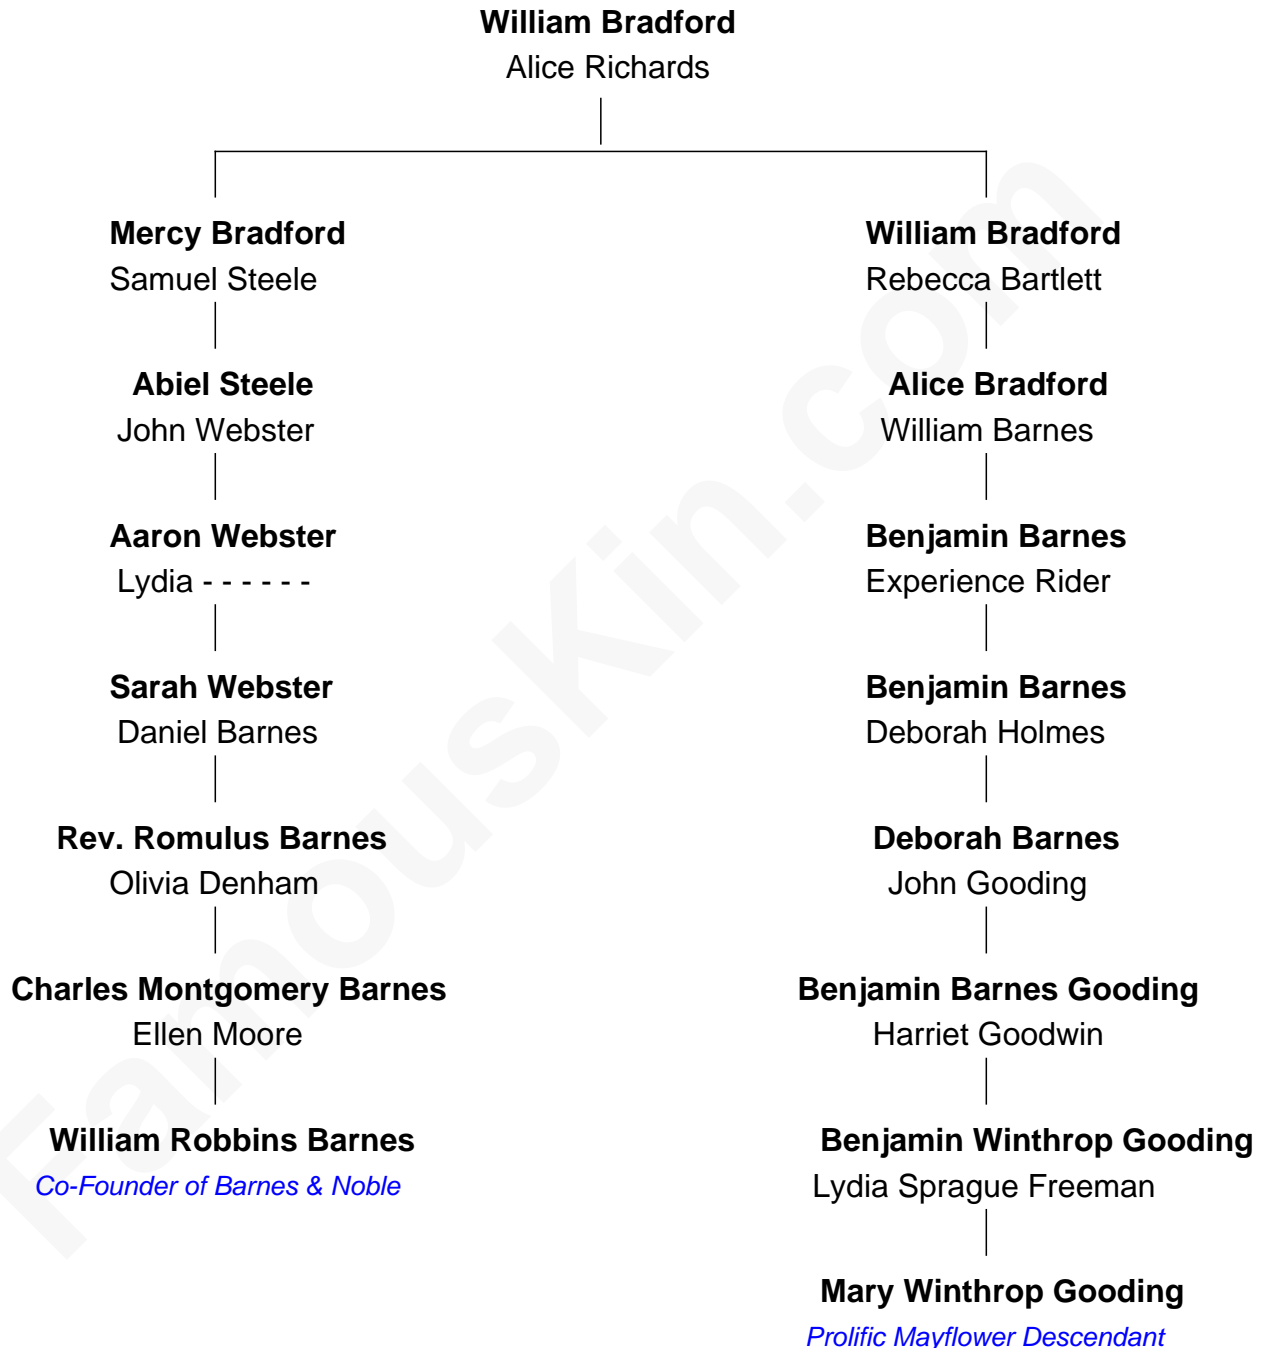 William Bradford
Alice Richards
Mercy Bradford
Samuel Steele
Abiel Steele
John Webster
Aaron Webster
Lydia - - - - - -
Sarah Webster
Daniel Barnes
Rev. Romulus Barnes
Olivia Denham
Charles Montgomery Barnes
Ellen Moore
William Robbins Barnes
Co-Founder of Barnes & Noble
William Bradford
Rebecca Bartlett
Alice Bradford
William Barnes
Benjamin Barnes
Experience Rider
Benjamin Barnes
Deborah Holmes
Deborah Barnes
John Gooding
Benjamin Barnes Gooding
Harriet Goodwin
Benjamin Winthrop Gooding
Lydia Sprague Freeman
Mary Winthrop Gooding
Prolific Mayflower Descendant
FamousKin.com